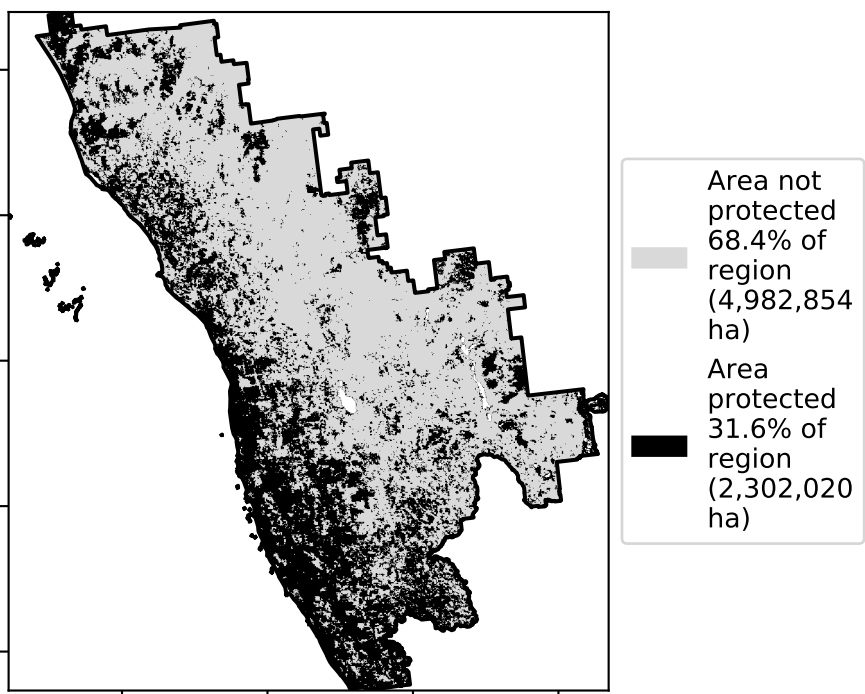 Area not
protected
68.4% of
region
(4,982,854
ha)
Area
protected
31.6% of
region
(2,302,020
ha)